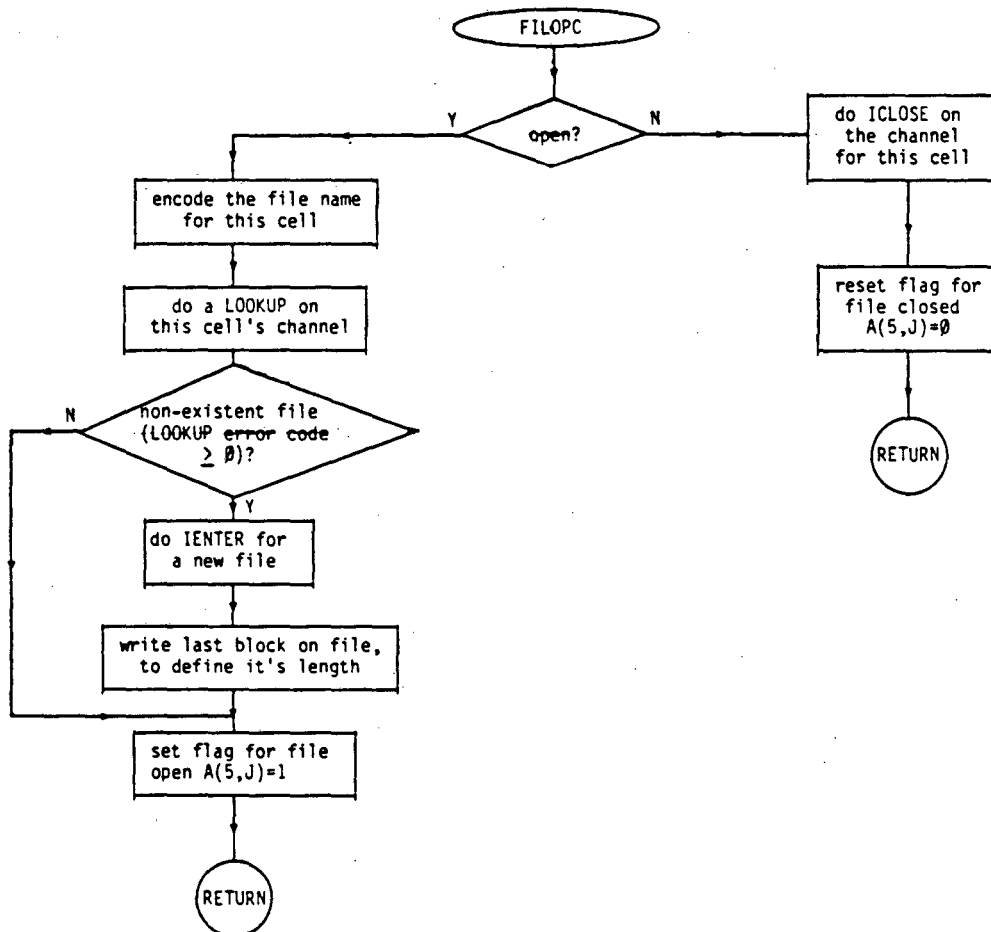 FILOPC
open?
Y
N
do ICLOSE on
the channel
for this cell
reset flag for
file closed
A(5,J)=0
RETURN
encode the file name
for this cell
do a LOOKUP on
this cell's channel
non-existent file
(LOOKUP error code
≥ 0)?
N
Y
do IENTER for
a new file
write last block on file,
to define it's length
set flag for file
open A(5,J)=1
RETURN